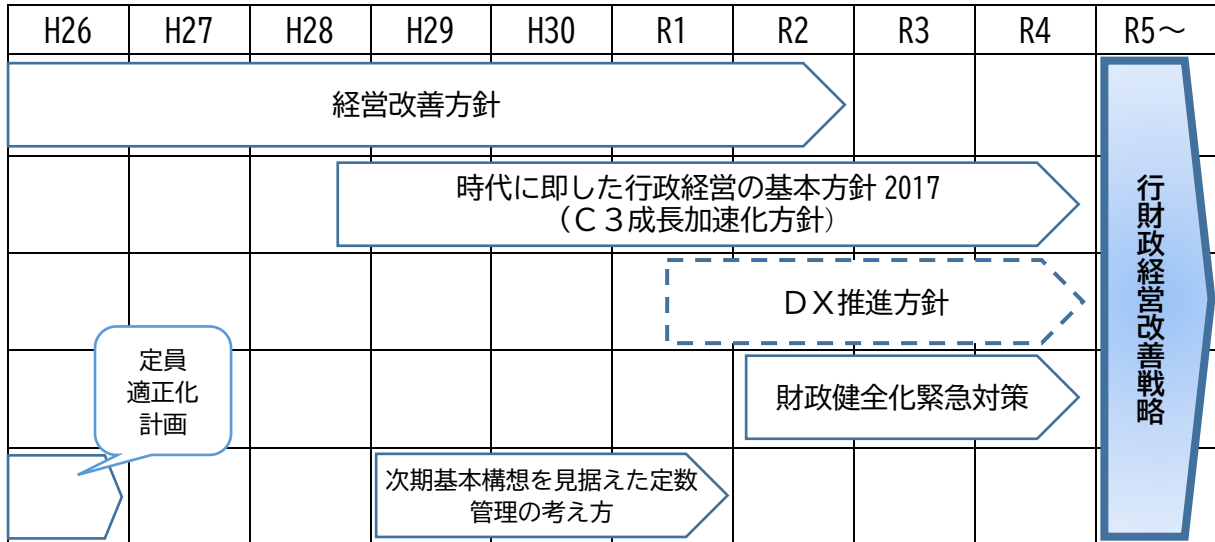 H26 H27 H28 H29 H30 R1 R2 R3 R4 R5～
経営改善方針
時代に即した行政経営の基本方針 2017
（Ｃ３成長加速化方針）
ＤＸ推進方針
定員
適正化
計画
財政健全化緊急対策
次期基本構想を見据えた定数
管理の考え方
行財政経営改善戦略